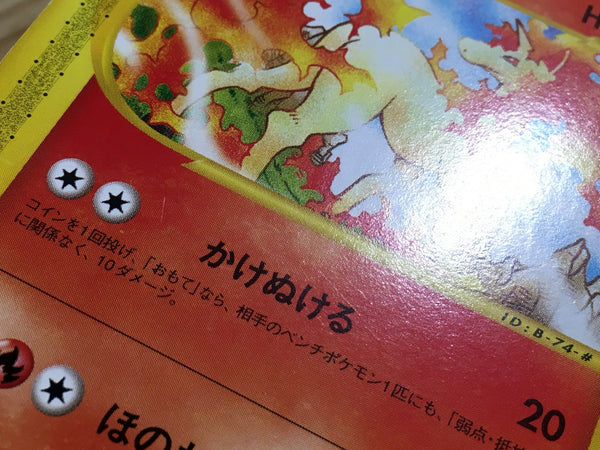 H
iD:B-74-#
かけぬける
20
コインを1回投げ、「おもて」なら、相手のベンチポケモン1匹にも、「弱点・抵
に関係なく、10ダメージ。
ほの